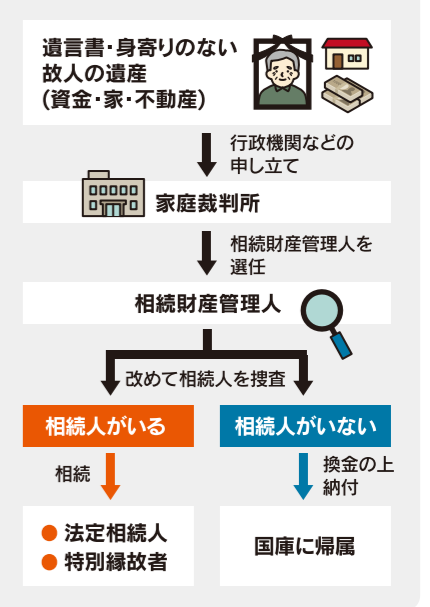 遺言書・身寄りのない
故人の遺産
(資金・家・不動産)
行政機関などの
申し立て
家庭裁判所
相続財産管理人を
選任
相続財産管理人
改めて相続人を捜査
相続人がいる
相続人がいない
相続
換金の上
納付
● 法定相続人
● 特別縁故者
国庫に帰属